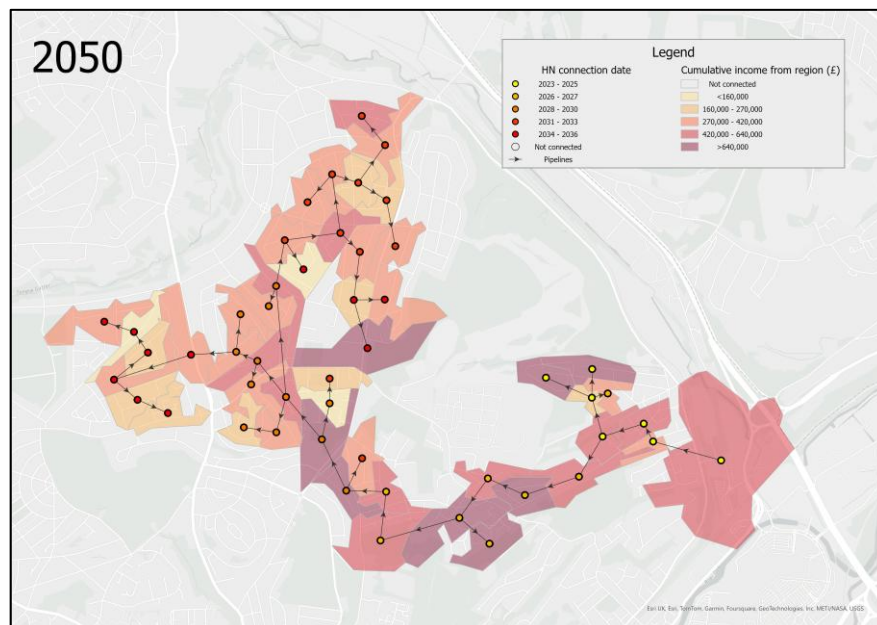 2050
Legend
HN connection date
2023 - 2025
2026 - 2027
2028 - 2030
2031 - 2033
2034 - 2036
Not connected
Pipelines
Cumulative income from region (£)
Not connected
<160,000
160,000 - 270,000
270,000 - 420,000
420,000 - 640,000
>640,000
Esri UK, Esri, TomTom, Garmin, Foursquare, GeoTechnologies, Inc, METI/NASA, USGS